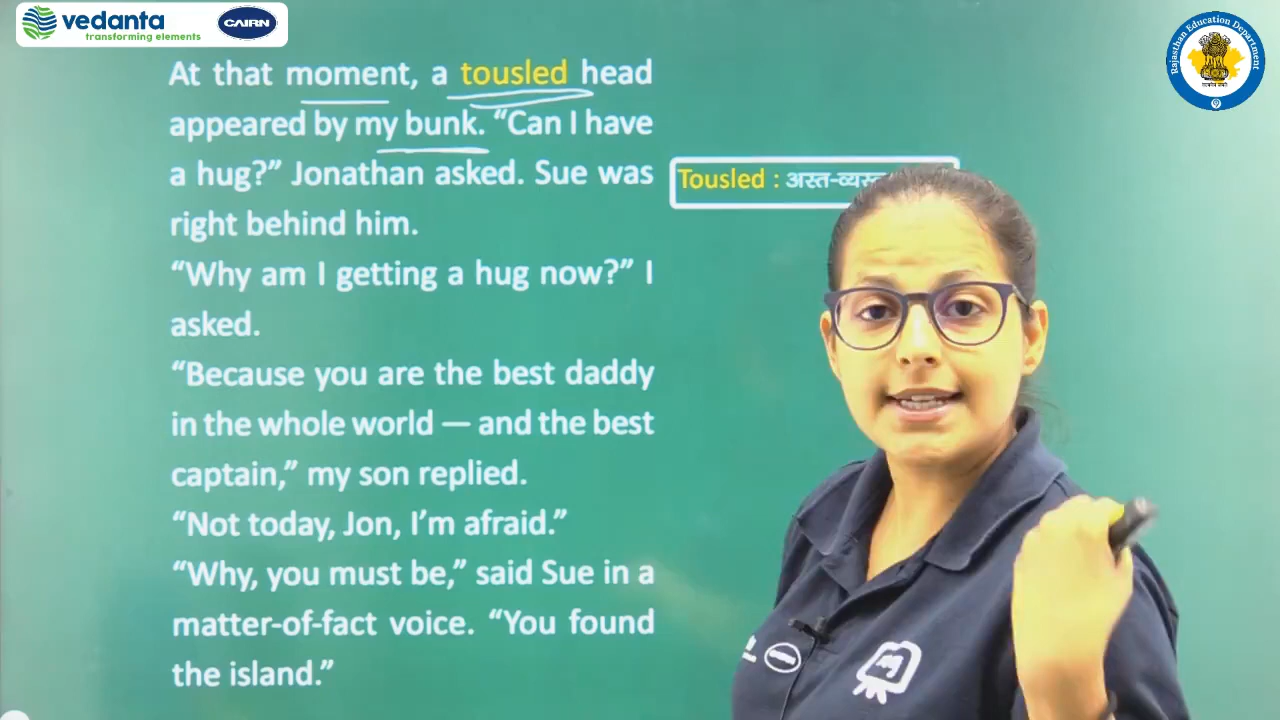 vedanta
transforming elements
CAIRN
Rajasthan Education Department
At that moment, a tousled head
appeared by my bunk. “Can I have
a hug?” Jonathan asked. Sue was
right behind him.
“Why am I getting a hug now?” I
asked.
“Because you are the best daddy
in the whole world — and the best
captain,” my son replied.
“Not today, Jon, I’m afraid.”
“Why, you must be,” said Sue in a
matter-of-fact voice. “You found
the island.”
Tousled :